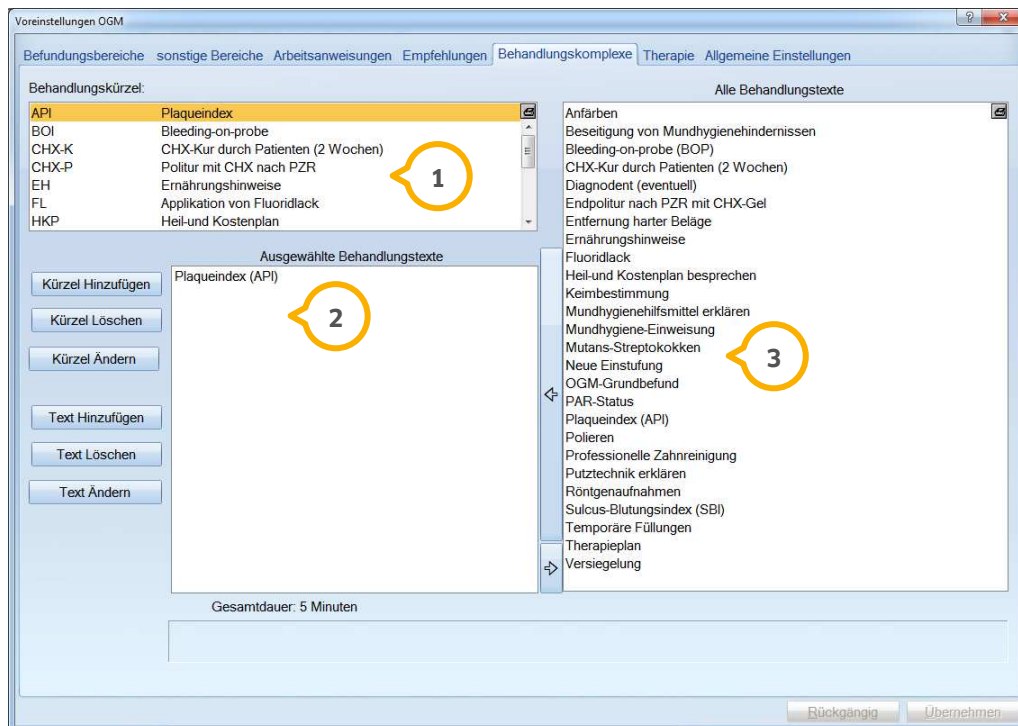 Voreinstellungen OGM
Befundungsbereiche sonstige Bereiche Arbeitsanweisungen Empfehlungen Behandlungskomplexe Therapie Allgemeine Einstellungen
Behandlungskürzel:
API Plaqueindex
BOI Bleeding-on-probe
CHX-K CHX-Kur durch Patienten (2 Wochen)
CHX-P Politur mit CHX nach PZR
EH Ernährungshinweise
FL Applikation von Fluoridlack
HKP Heil-und Kostenplan
1
Ausgewählte Behandlungstexte
Plaqueindex (API)
2
Kürzel Hinzufügen
Kürzel Löschen
Kürzel Ändern
Text Hinzufügen
Text Löschen
Text Ändern
Alle Behandlungstexte
Anfärben
Beseitigung von Mundhygienehindernissen
Bleeding-on-probe (BOP)
CHX-Kur durch Patienten (2 Wochen)
Diagnodent (eventuell)
Endpolitur nach PZR mit CHX-Gel
Entfernung harter Beläge
Ernährungshinweise
Fluoridlack
Heil-und Kostenplan besprechen
Keimbestimmung
Mundhygienehilfsmittel erklären
Mundhygiene-Einweisung
Mutans-Streptokokken
Neue Einstufung
OGM-Grundbefund
PAR-Status
Plaqueindex (API)
Polieren
Professionelle Zahnreinigung
Putztechnik erklären
Röntgenaufnahmen
Sulcus-Blutungsindex (SBI)
Temporäre Füllungen
Therapieplan
Versiegelung
3
Gesamtdauer: 5 Minuten
Rückgängig Übernehmen